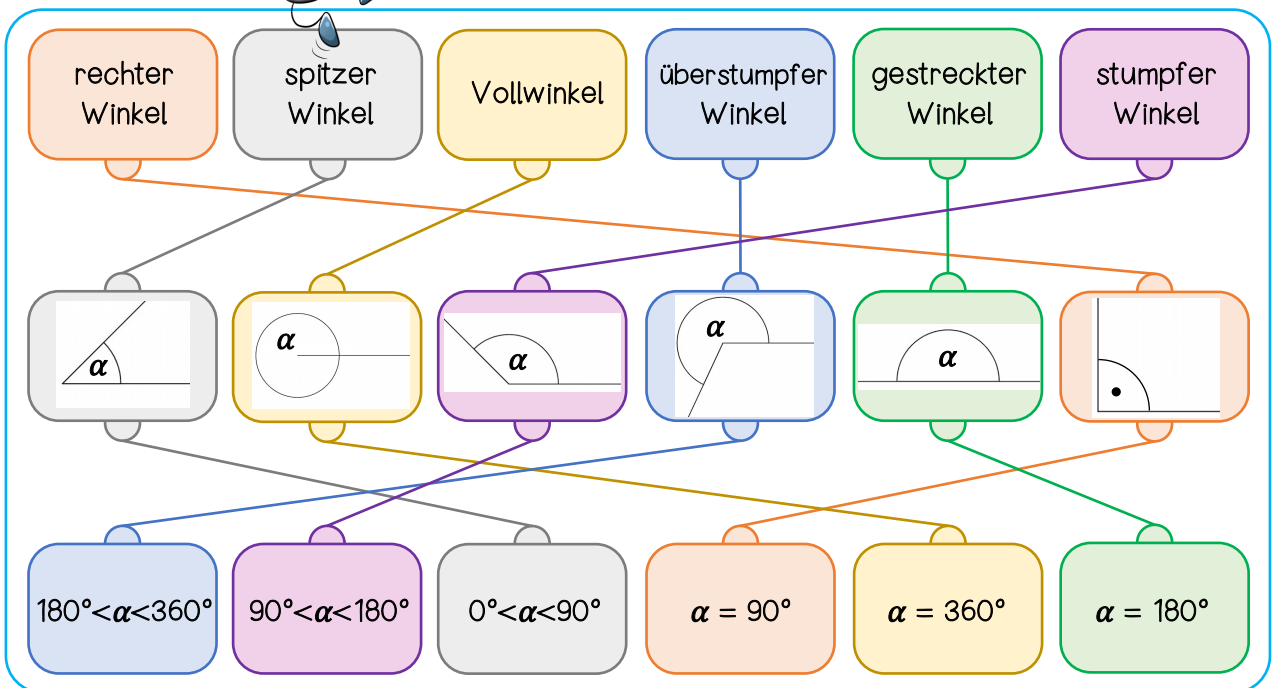 rechter
Winkel
spitzer
Winkel
Vollwinkel
überstumpfer
Winkel
gestreckter
Winkel
stumpfer
Winkel
α
α
α
α
α
180°<α<360°
90°<α<180°
0°<α<90°
α = 90°
α = 360°
α = 180°